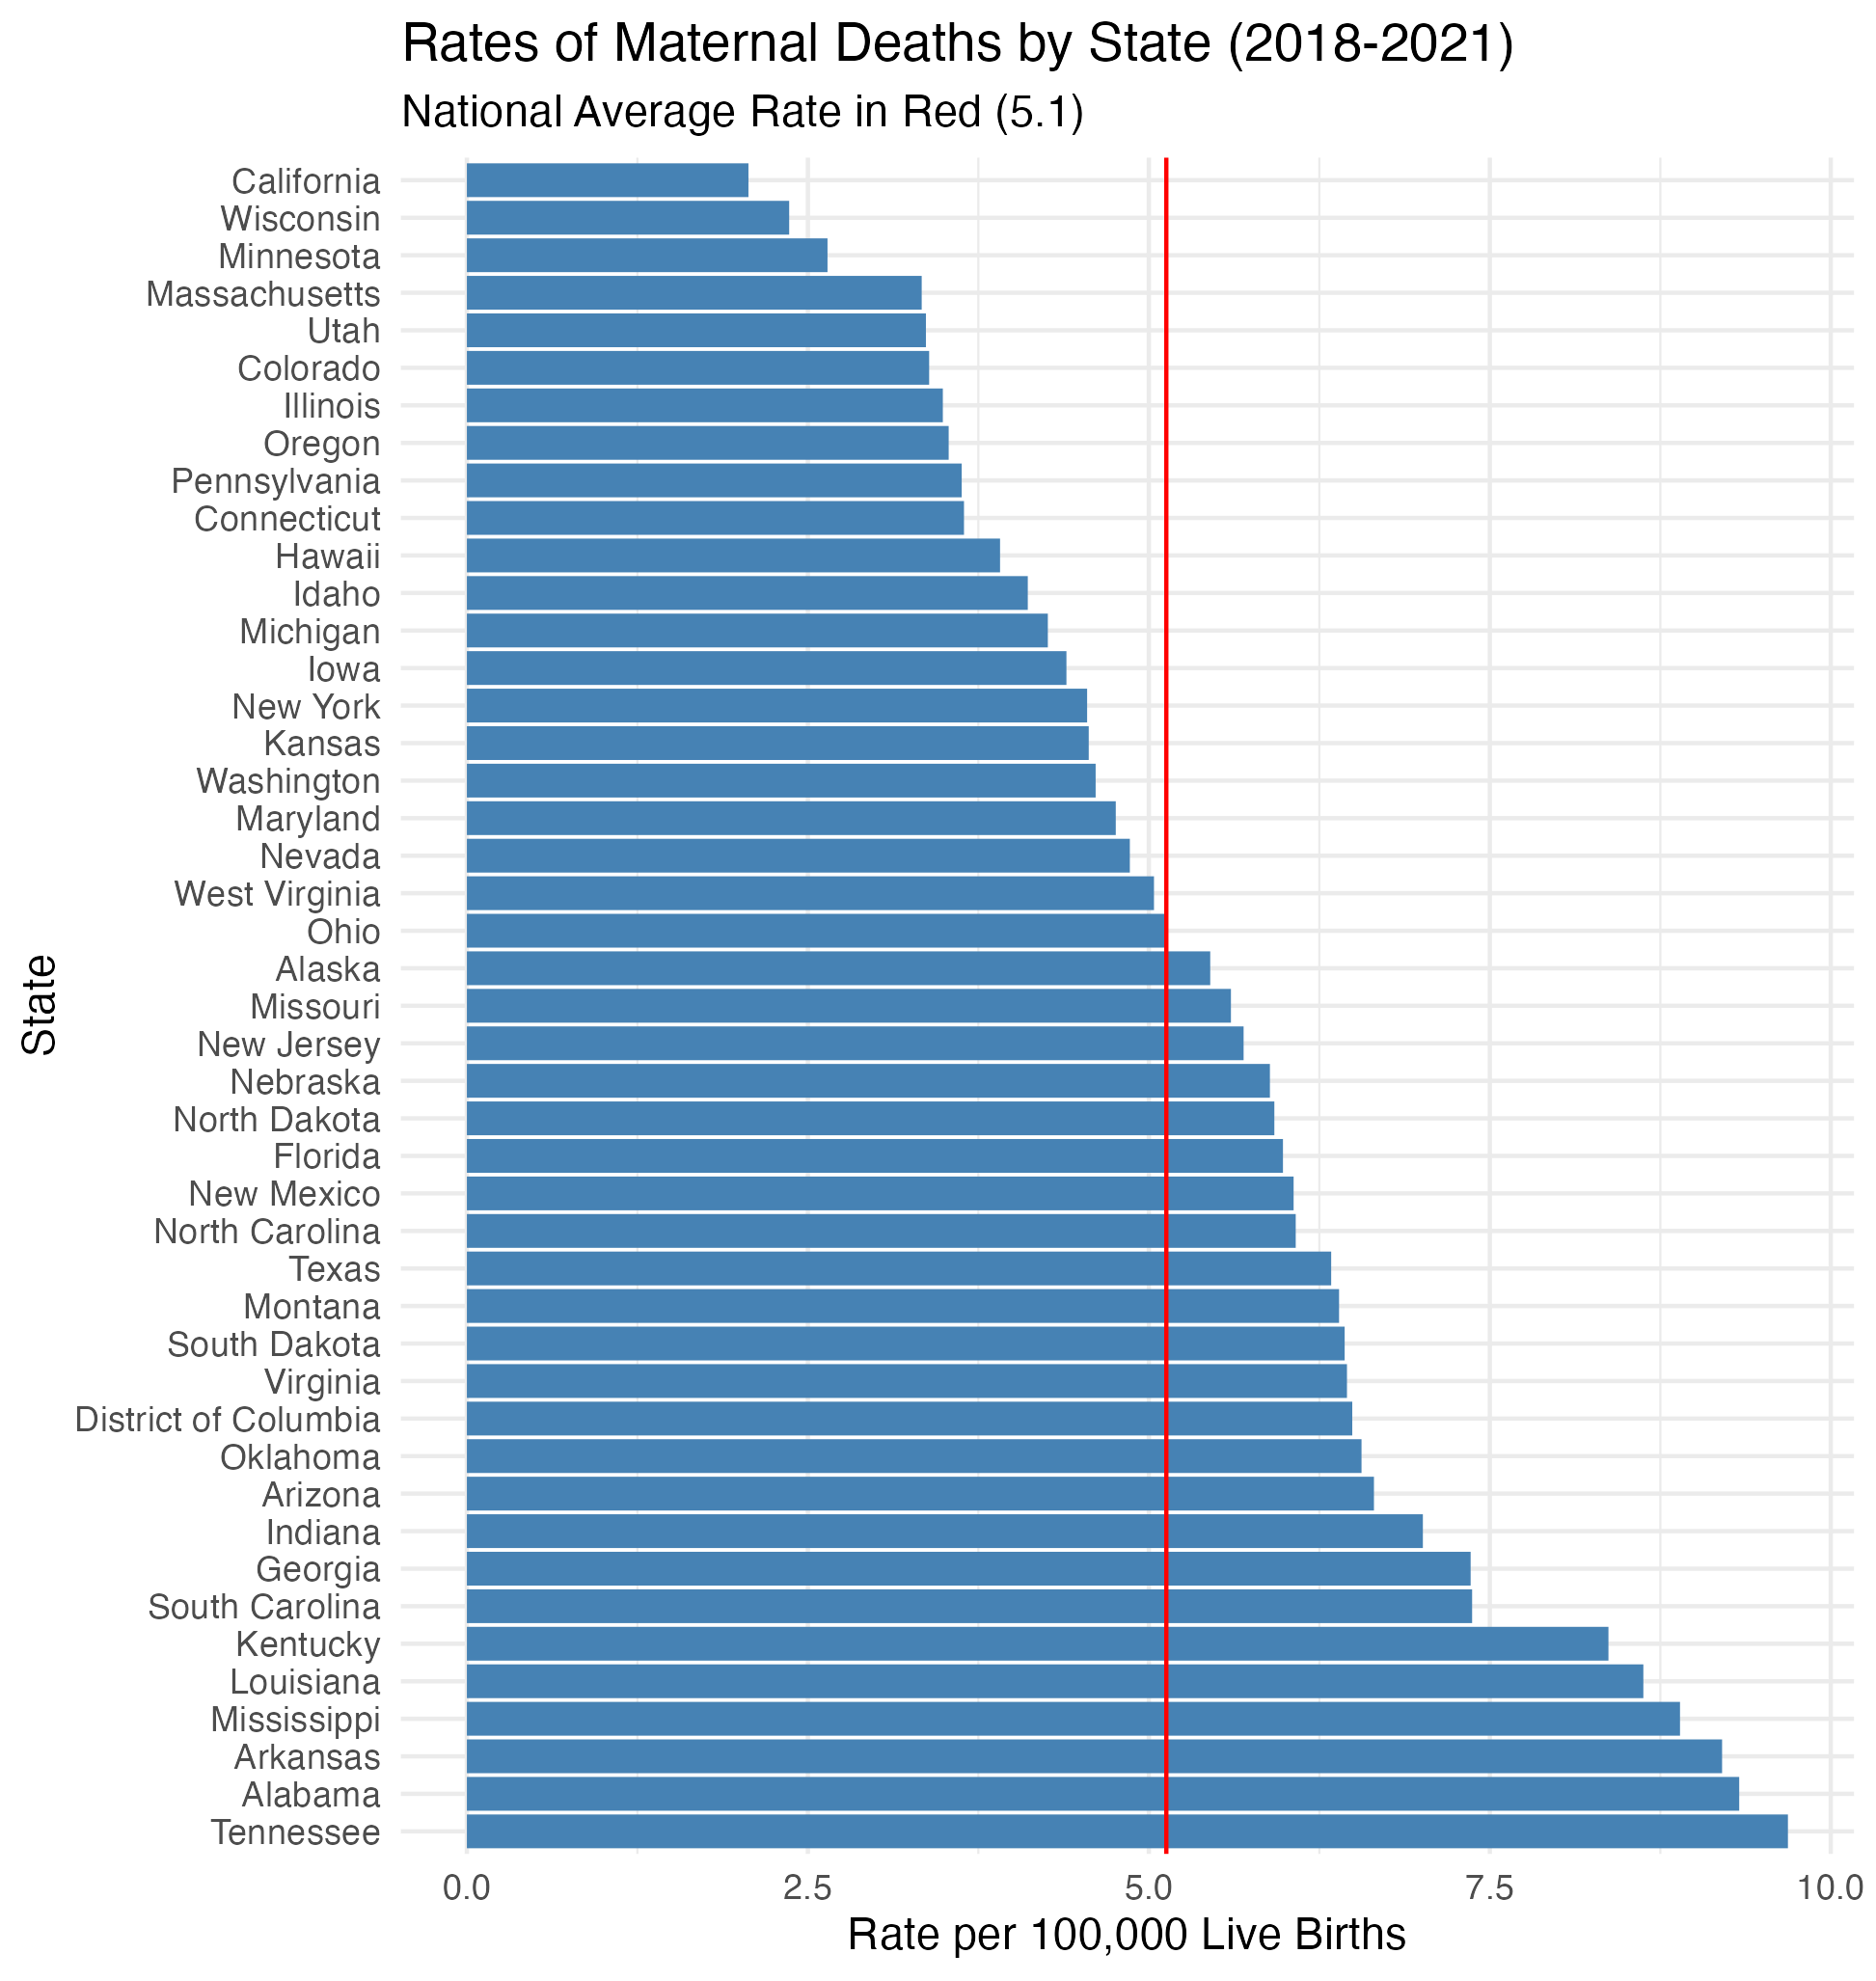 Rates of Maternal Deaths by State (2018-2021)
National Average Rate in Red (5.1)
State
California
Wisconsin
Minnesota
Massachusetts
Utah
Colorado
Illinois
Oregon
Pennsylvania
Connecticut
Hawaii
Idaho
Michigan
Iowa
New York
Kansas
Washington
Maryland
Nevada
West Virginia
Ohio
Alaska
Missouri
New Jersey
Nebraska
North Dakota
Florida
New Mexico
North Carolina
Texas
Montana
South Dakota
Virginia
District of Columbia
Oklahoma
Arizona
Indiana
Georgia
South Carolina
Kentucky
Louisiana
Mississippi
Arkansas
Alabama
Tennessee
0.0 2.5 5.0 7.5 10.0
Rate per 100,000 Live Births